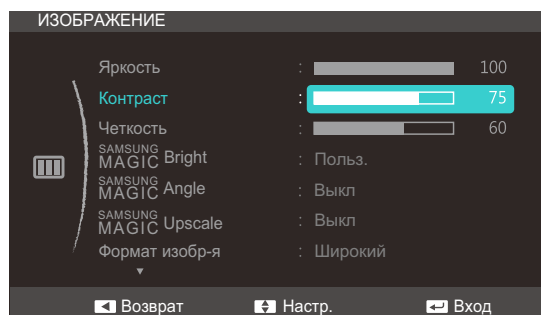 ИЗОБРАЖЕНИЕ
Яркость : 100
Контраст : 75
Четкость : 60
SAMSUNG MAGIC Bright : Польз.
SAMSUNG MAGIC Angle : Выкл
SAMSUNG MAGIC Upscale : Выкл
Формат изобр-я : Широкий
Возврат Настр. Вход